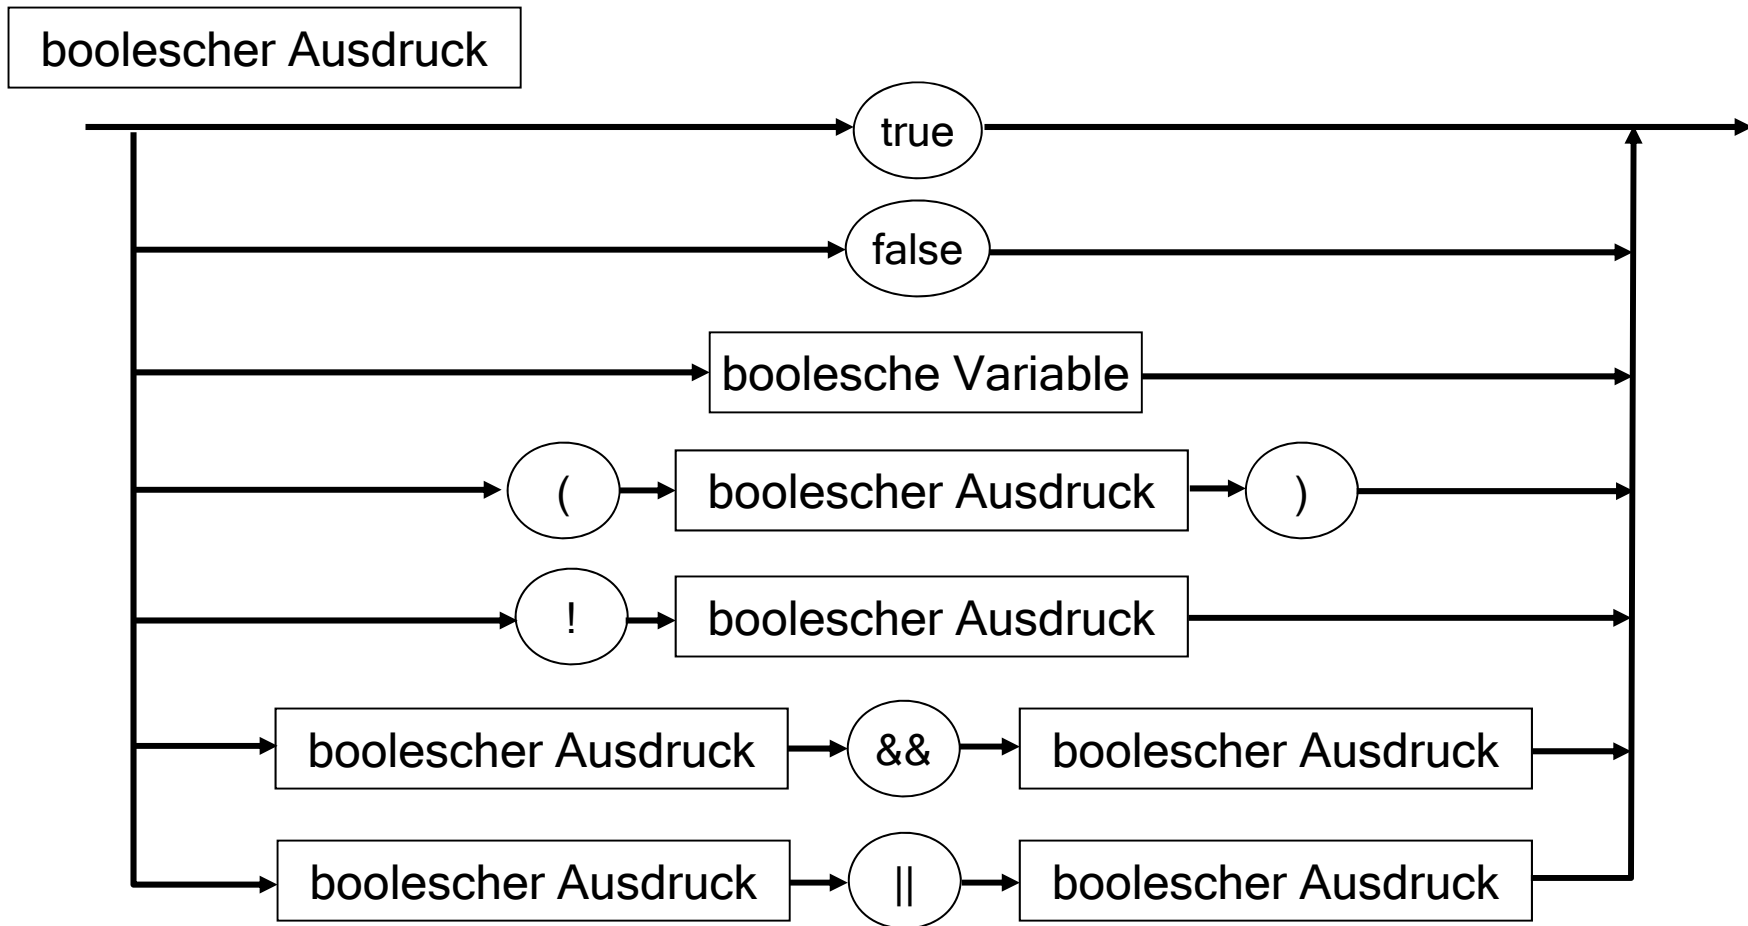 boolescher Ausdruck
true
false
boolesche Variable
( boolescher Ausdruck )
! boolescher Ausdruck
boolescher Ausdruck && boolescher Ausdruck
boolescher Ausdruck || boolescher Ausdruck